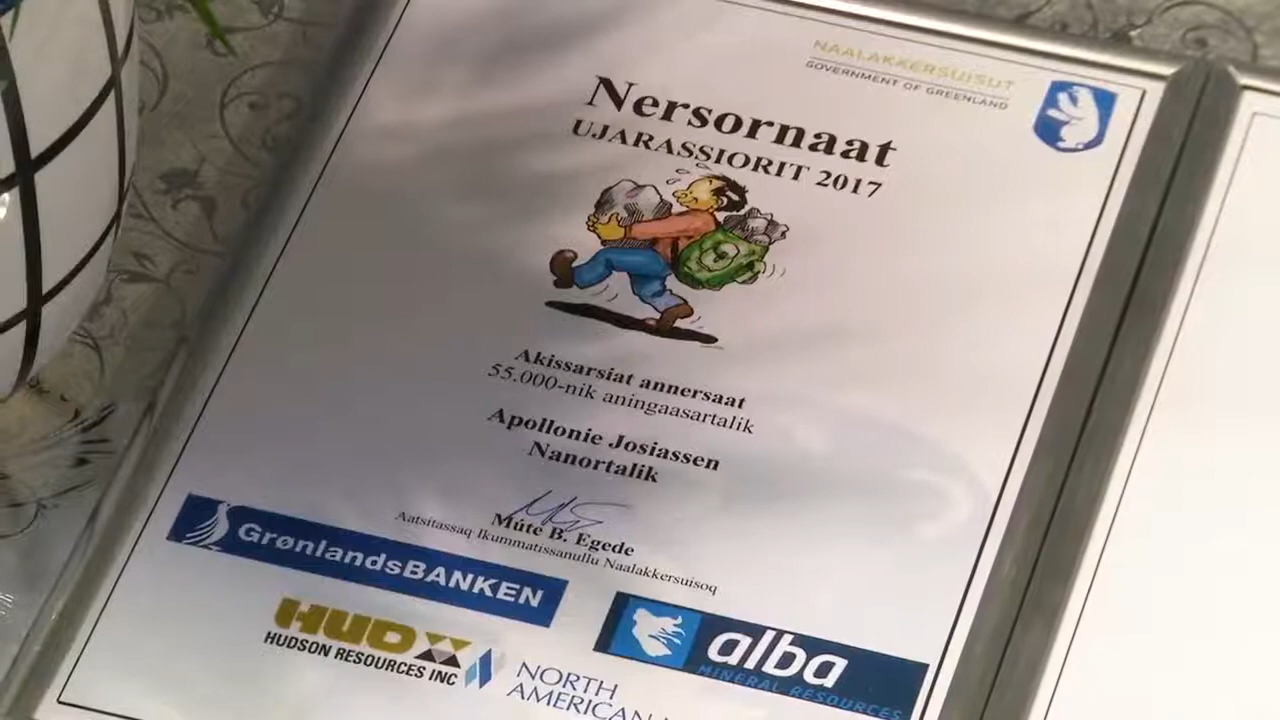 NAALAKKERSUISUT
GOVERNMENT OF GREENLAND
Nersornaat
UJARASSIORIT 2017
Akissarsiat annersaat
55.000-nik aningaasartalik
Apollonie Josiassen
Nanortalik
Múte B. Egede
Aatsitassaq Ikummatissanullu Naalakkersuisoq
GrønlandsBANKEN
HUD
HUDSON RESOURCES INC
alba
MINERAL RESOURCES
NORTH
AMERICAN